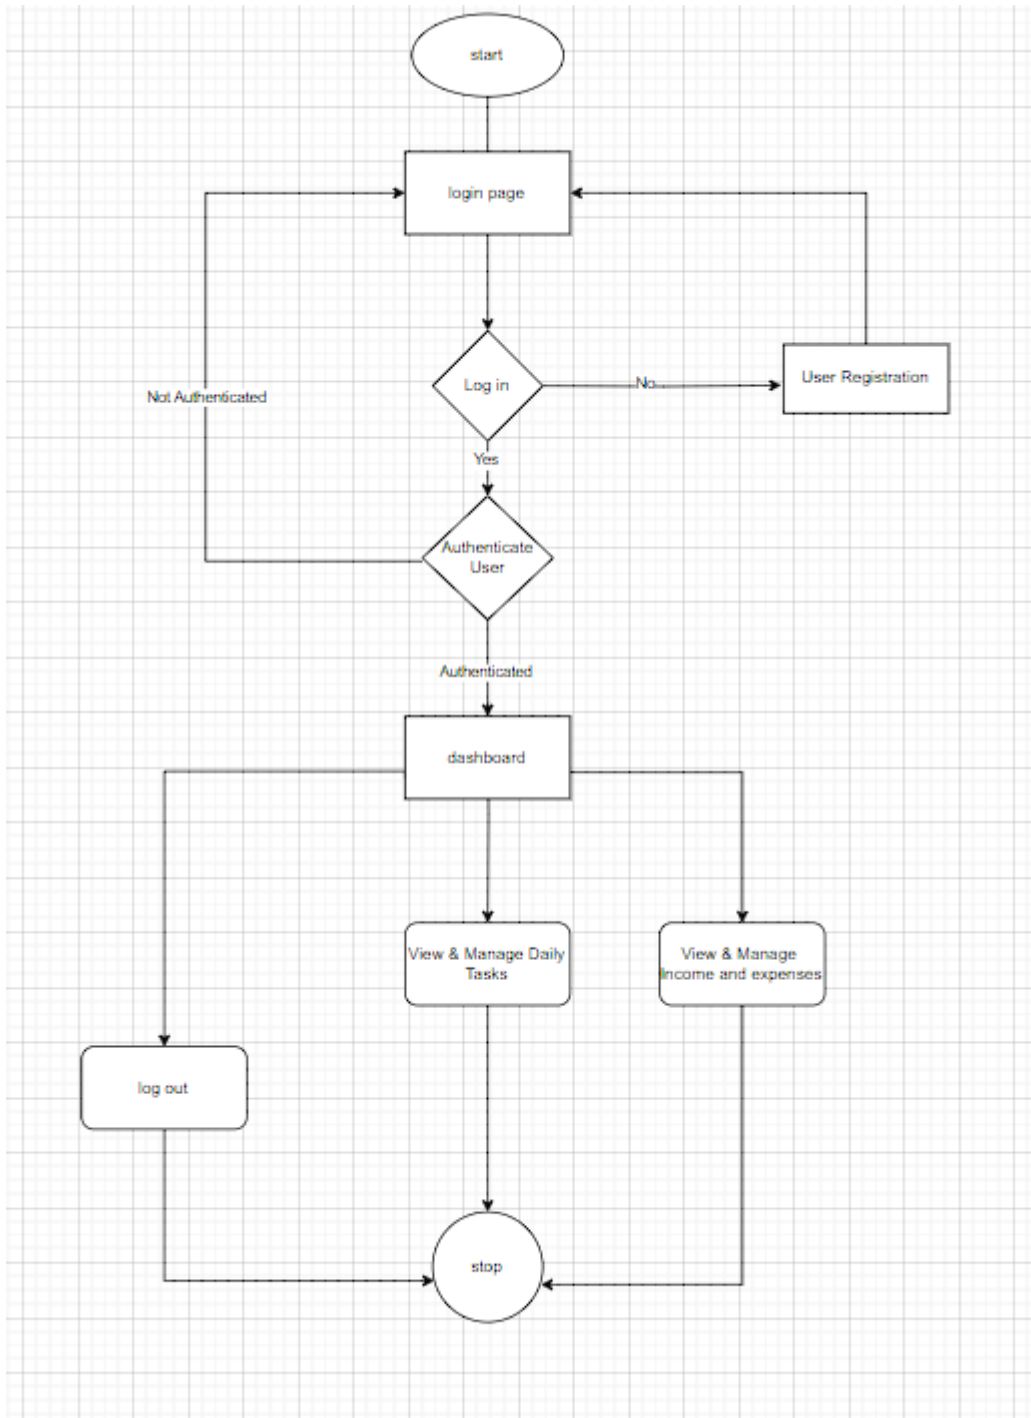 start
login page
Log in
No
User Registration
Not Authenticated
Yes
Authenticate
User
Authenticated
dashboard
View & Manage Daily
Tasks
View & Manage
Income and expenses
log out
stop